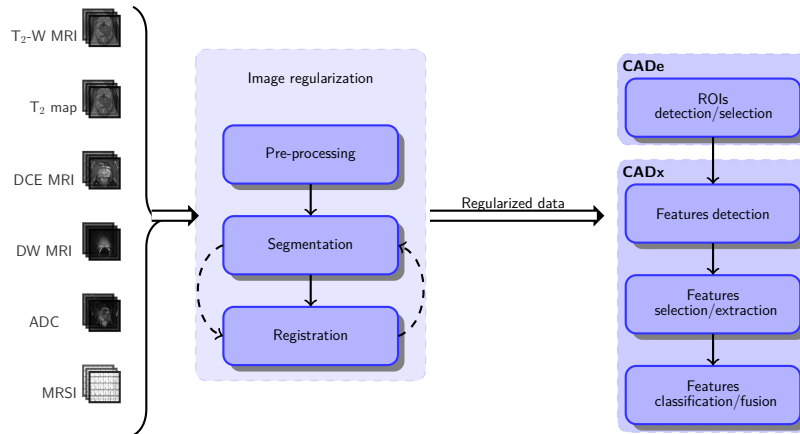 T₂-W MRI
T₂ map
DCE MRI
DW MRI
ADC
MRSI
Image regularization
Pre-processing
Segmentation
Registration
Regularized data
CADe
ROIs
detection/selection
CADx
Features detection
Features
selection/extraction
Features
classification/fusion